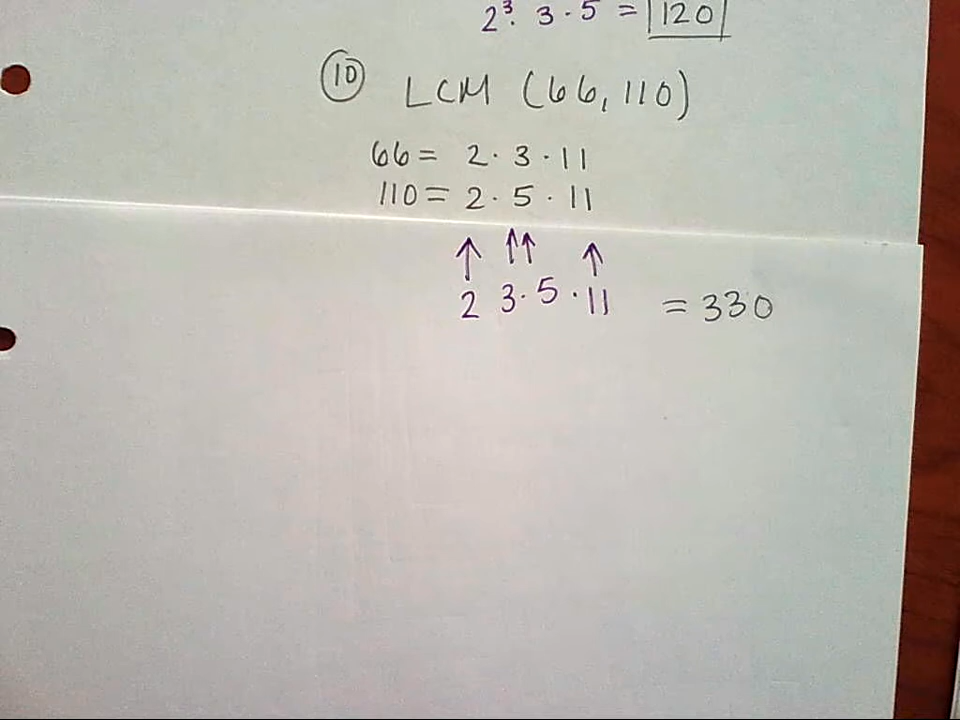 2³· 3 · 5 = 120
10 LCM (66, 110)
66 = 2 · 3 · 11
110 = 2 · 5 · 11
↑ ↑↑ ↑
2 3 · 5 · 11 = 330